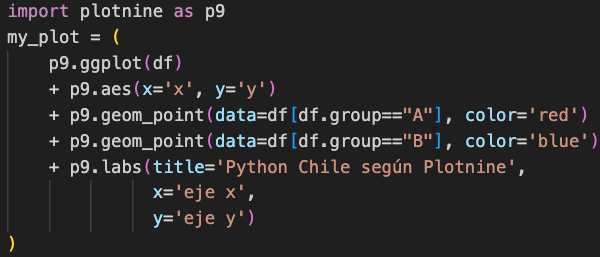 import plotnine as p9
my_plot = (
    p9.ggplot(df)
    + p9.aes(x='x', y='y')
    + p9.geom_point(data=df[df.group=="A"], color='red')
    + p9.geom_point(data=df[df.group=="B"], color='blue')
    + p9.labs(title='Python Chile según Plotnine',
              x='eje x',
              y='eje y')
)